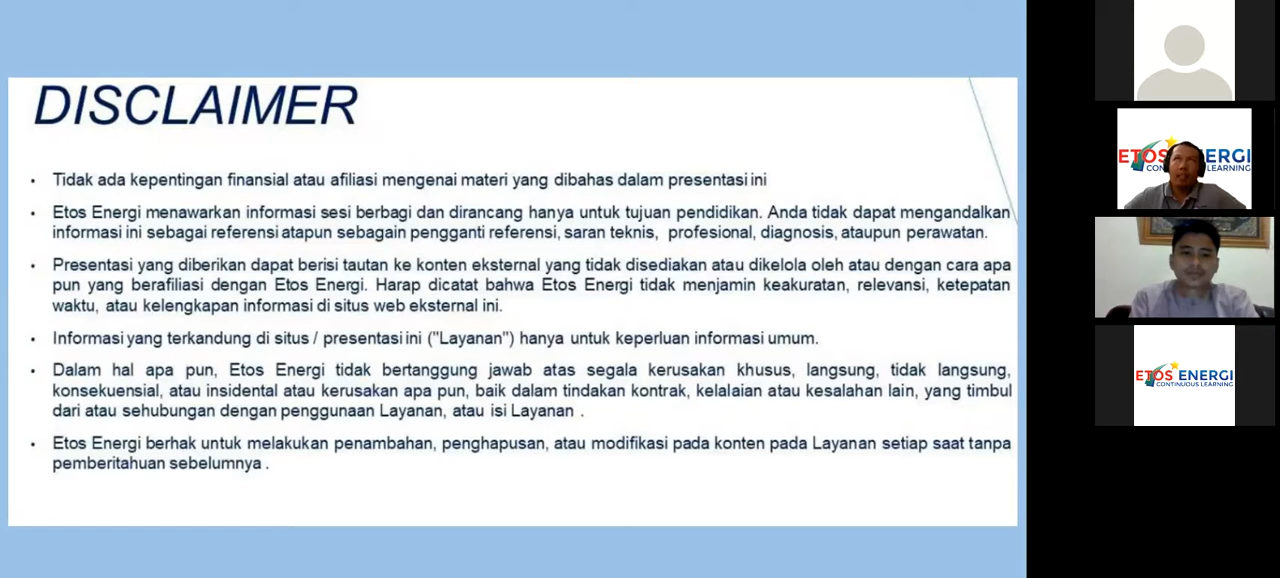 DISCLAIMER
Tidak ada kepentingan finansial atau afiliasi mengenai materi yang dibahas dalam presentasi ini
Etos Energi menawarkan informasi sesi berbagi dan dirancang hanya untuk tujuan pendidikan. Anda tidak dapat mengandalkan
informasi ini sebagai referensi atapun sebagain pengganti referensi, saran teknis, profesional, diagnosis, ataupun perawatan.
Presentasi yang diberikan dapat berisi tautan ke konten eksternal yang tidak disediakan atau dikelola oleh atau dengan cara apa
pun yang berafiliasi dengan Etos Energi. Harap dicatat bahwa Etos Energi tidak menjamin keakuratan, relevansi, ketepatan
waktu, atau kelengkapan informasi di situs web eksternal ini.
Informasi yang terkandung di situs / presentasi ini ("Layanan") hanya untuk keperluan informasi umum.
Dalam hal apa pun, Etos Energi tidak bertanggung jawab atas segala kerusakan khusus, langsung, tidak langsung,
konsekuensial, atau insidental atau kerusakan apa pun, baik dalam tindakan kontrak, kelalaian atau kesalahan lain, yang timbul
dari atau sehubungan dengan penggunaan Layanan, atau isi Layanan .
Etos Energi berhak untuk melakukan penambahan, penghapusan, atau modifikasi pada konten pada Layanan setiap saat tanpa
pemberitahuan sebelumnya .
ETOS ERGI
CON LEARNING
ETOS ENERGI
CONTINUOUS LEARNING